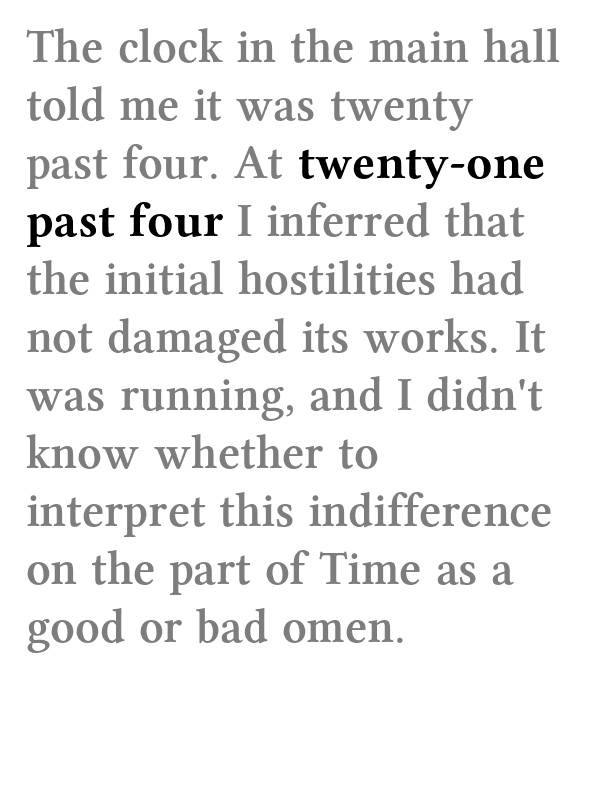 The clock in the main hall
told me it was twenty
past four. At twenty-one
past four I inferred that
the initial hostilities had
not damaged its works. It
was running, and I didn't
know whether to
interpret this indifference
on the part of Time as a
good or bad omen.